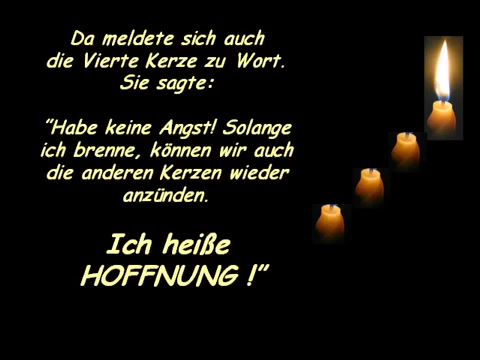 Da meldete sich auch
die Vierte Kerze zu Wort.
Sie sagte:
"Habe keine Angst! Solange
ich brenne, können wir auch
die anderen Kerzen wieder
anzünden.
Ich heiße
HOFFNUNG !"